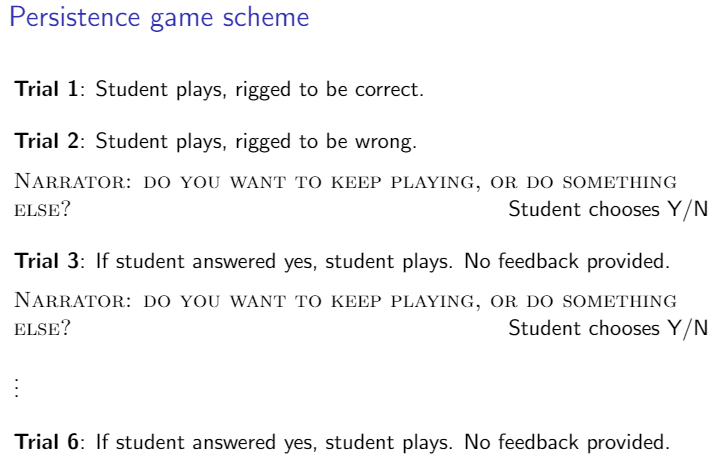 Persistence game scheme
Trial 1: Student plays, rigged to be correct.
Trial 2: Student plays, rigged to be wrong.
NARRATOR: DO YOU WANT TO KEEP PLAYING, OR DO SOMETHING
ELSE? Student chooses Y/N
Trial 3: If student answered yes, student plays. No feedback provided.
NARRATOR: DO YOU WANT TO KEEP PLAYING, OR DO SOMETHING
ELSE? Student chooses Y/N
⋮
Trial 6: If student answered yes, student plays. No feedback provided.